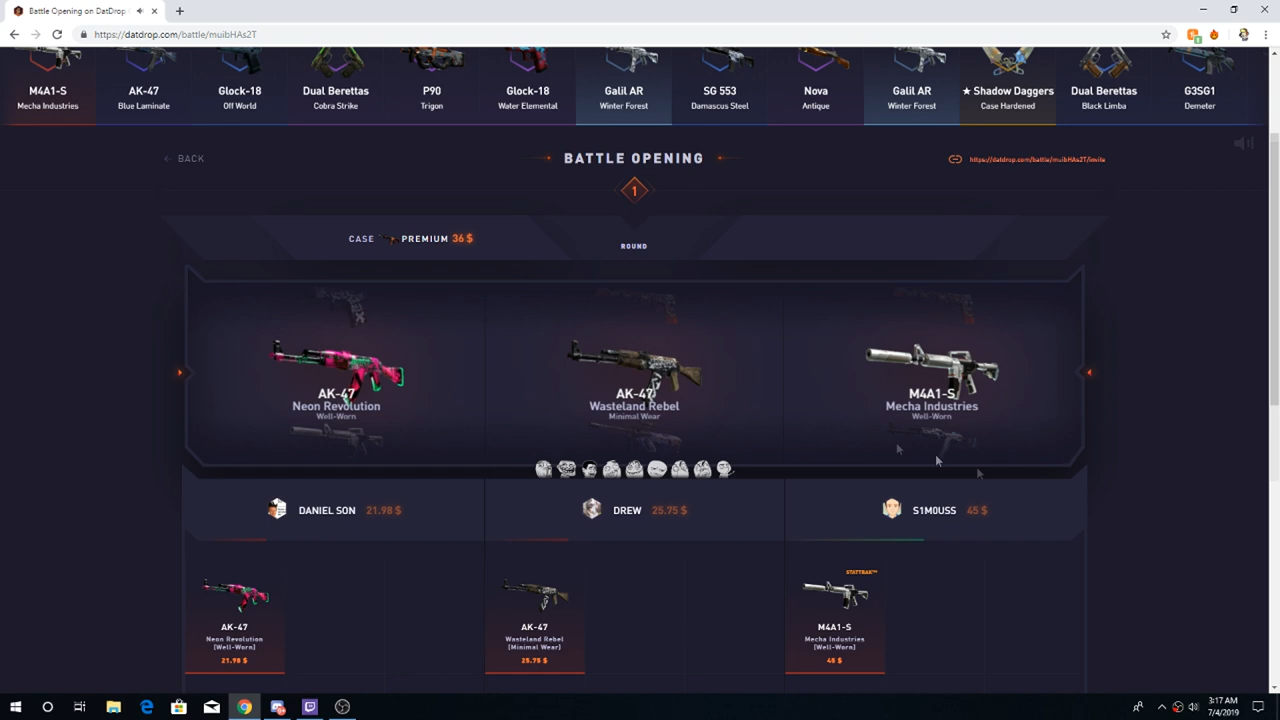 Battle Opening on DatDrop
https://datdrop.com/battle/muibHAs2T
M4A1-S AK-47 Glock-18 Dual Berettas P90 Glock-18 Galil AR SG 553 Nova Galil AR ★ Shadow Daggers Dual Berettas G3SG1
Mecha Industries Blue Laminate Off World Cobra Strike Trigon Water Elemental Winter Forest Damascus Steel Antique Winter Forest Case Hardened Black Limba Demeter
← BACK BATTLE OPENING https://datdrop.com/battle/muibHAs2T/invite
1
CASE PREMIUM 36 $
ROUND
AK-47 AK-47 M4A1-S
Neon Revolution Wasteland Rebel Mecha Industries
Well-Worn Minimal Wear Well-Worn
DANIEL SON 21.98 $ DREW 25.75 $ S1M0USS 45 $
STATTRAK™
AK-47 AK-47 M4A1-S
Neon Revolution Wasteland Rebel Mecha Industries
(Well-Worn) (Minimal Wear) (Well-Worn)
21.98 $ 25.75 $ 45 $
3:17 AM
7/4/2019